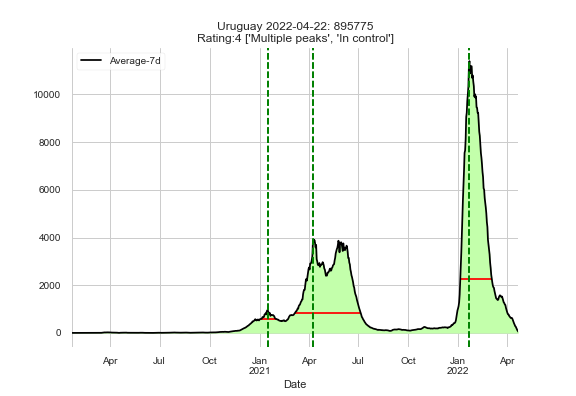 Uruguay 2022-04-22: 895775
Rating:4 ['Multiple peaks', 'In control']
Average-7d
10000
8000
6000
4000
2000
0
Apr Jul Oct Jan Apr Jul Oct Jan Apr
2021 2022
Date